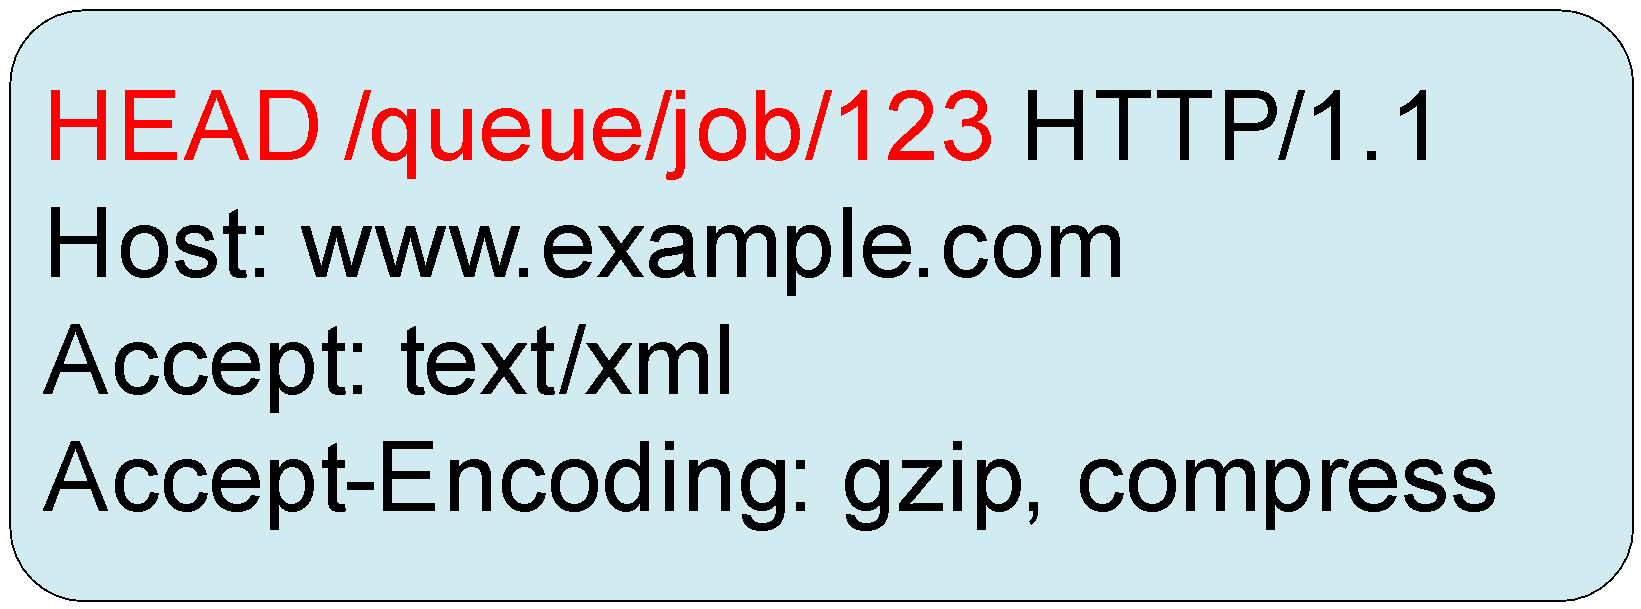 HEAD /queue/job/123 HTTP/1.1
Host: www.example.com
Accept: text/xml
Accept-Encoding: gzip, compress